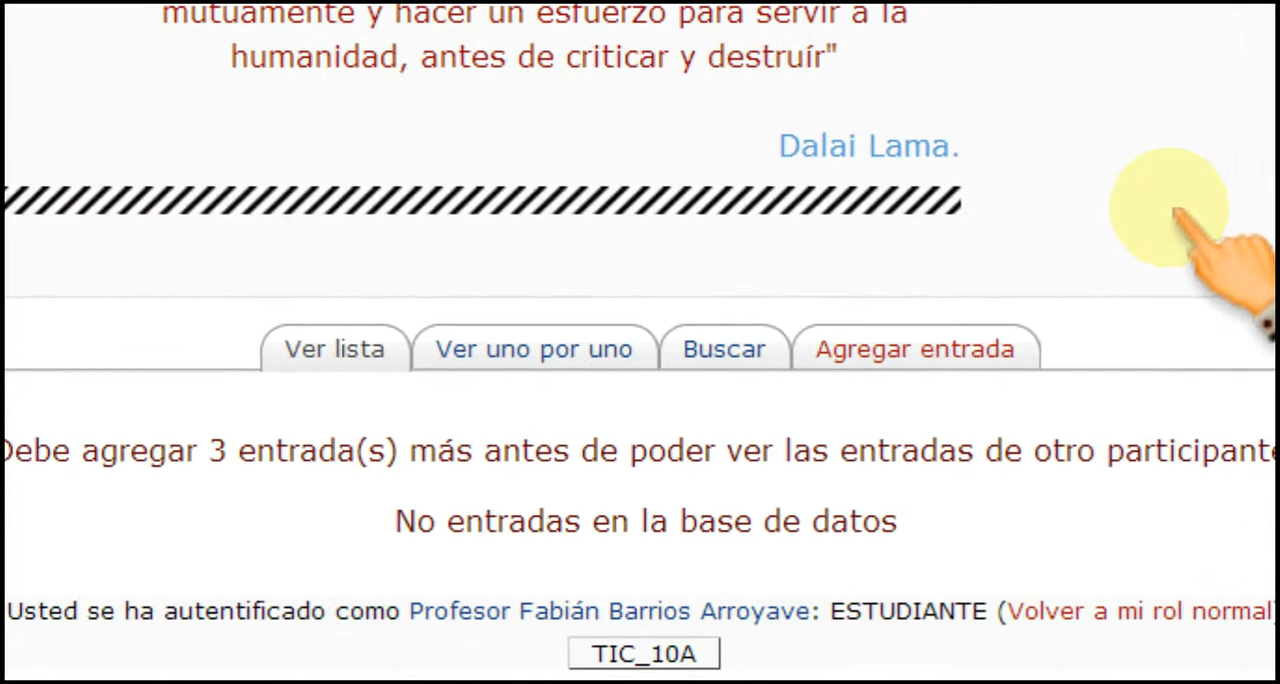 mutuamente y hacer un esfuerzo para servir a la
humanidad, antes de criticar y destruír"
Dalai Lama.
Ver lista Ver uno por uno Buscar Agregar entrada
Debe agregar 3 entrada(s) más antes de poder ver las entradas de otro participante
No entradas en la base de datos
Usted se ha autentificado como Profesor Fabián Barrios Arroyave: ESTUDIANTE (Volver a mi rol normal)
TIC_10A